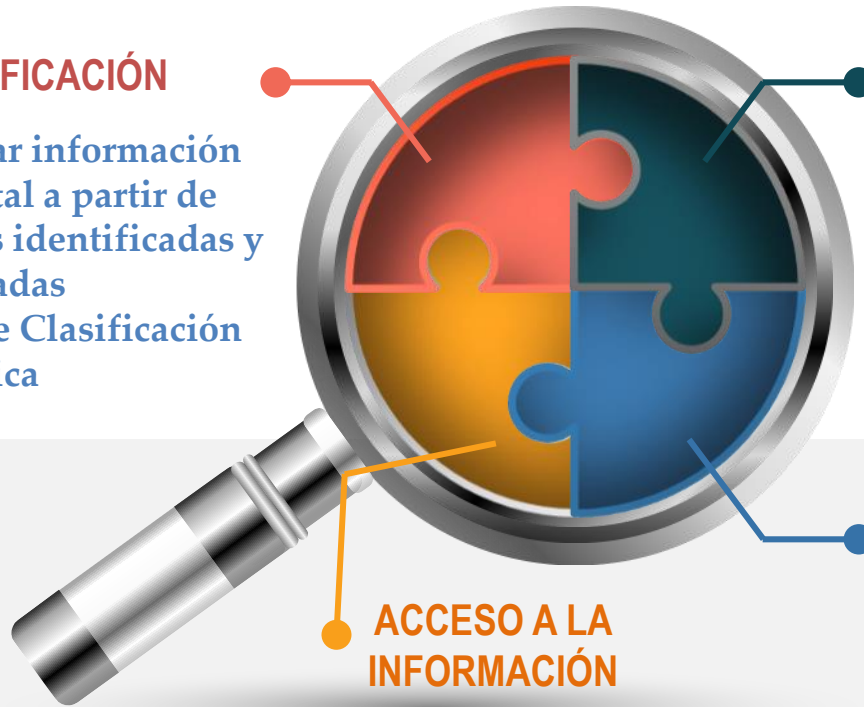 FICACIÓN
ar información
tal a partir de
s identificadas y
adas
e Clasificación
ica
ACCESO A LA
INFORMACIÓN